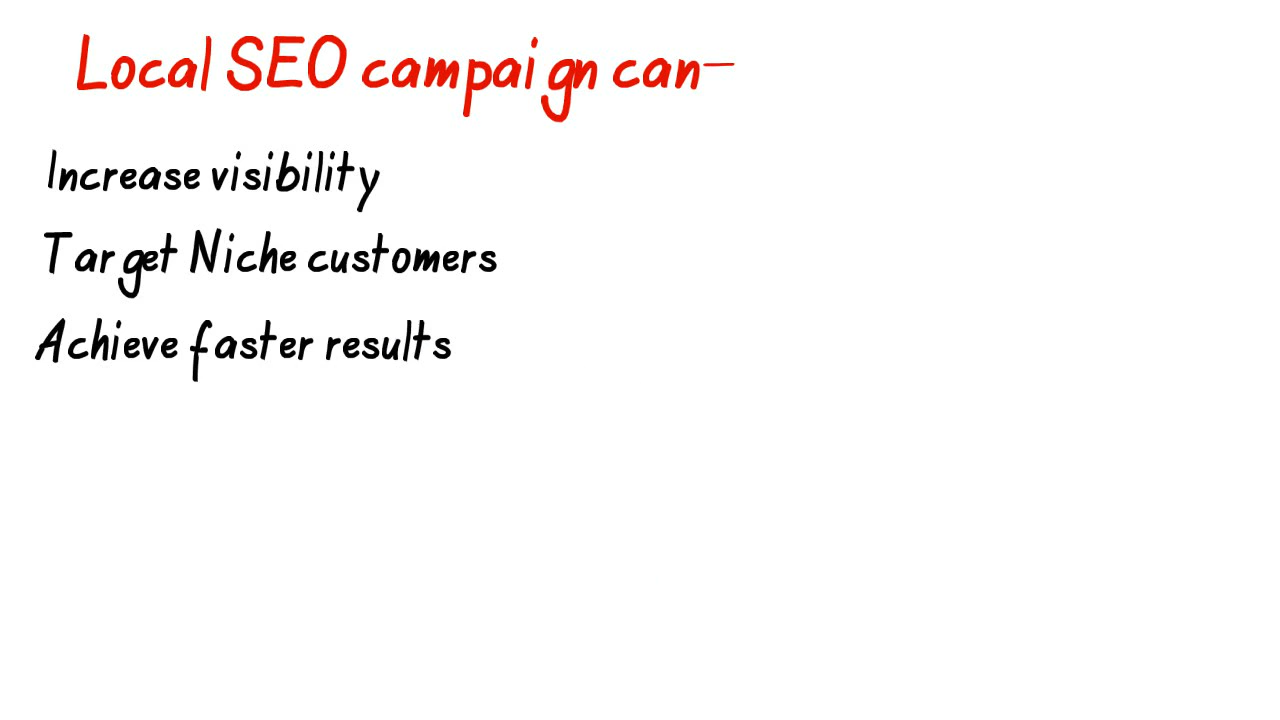 Local SEO campaign can–
Increase visibility
Target Niche customers
Achieve faster results